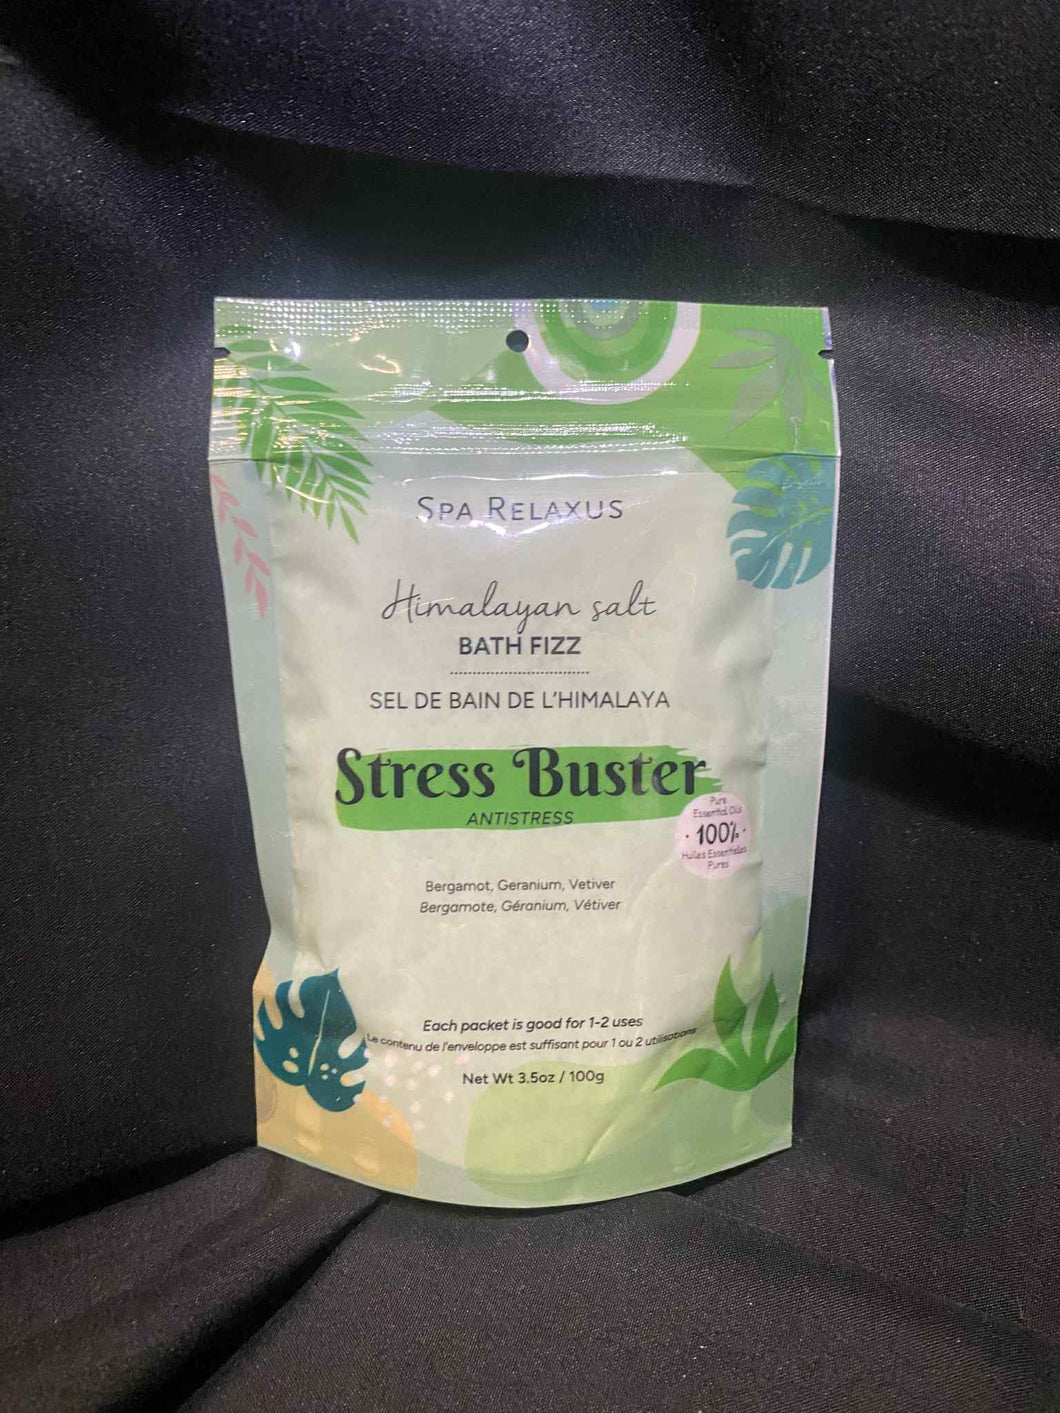 SPA RELAXUS
Himalayan salt
BATH FIZZ
SEL DE BAIN DE L'HIMALAYA
Stress Buster
ANTISTRESS
Pure
Essential Oils
· 100% ·
Huiles Essentielles
Pures
Bergamot, Geranium, Vetiver
Bergamote, Géranium, Vétiver
Each packet is good for 1-2 uses
Le contenu de l'enveloppe est suffisant pour 1 ou 2 utilisations
Net Wt 3.5oz / 100g